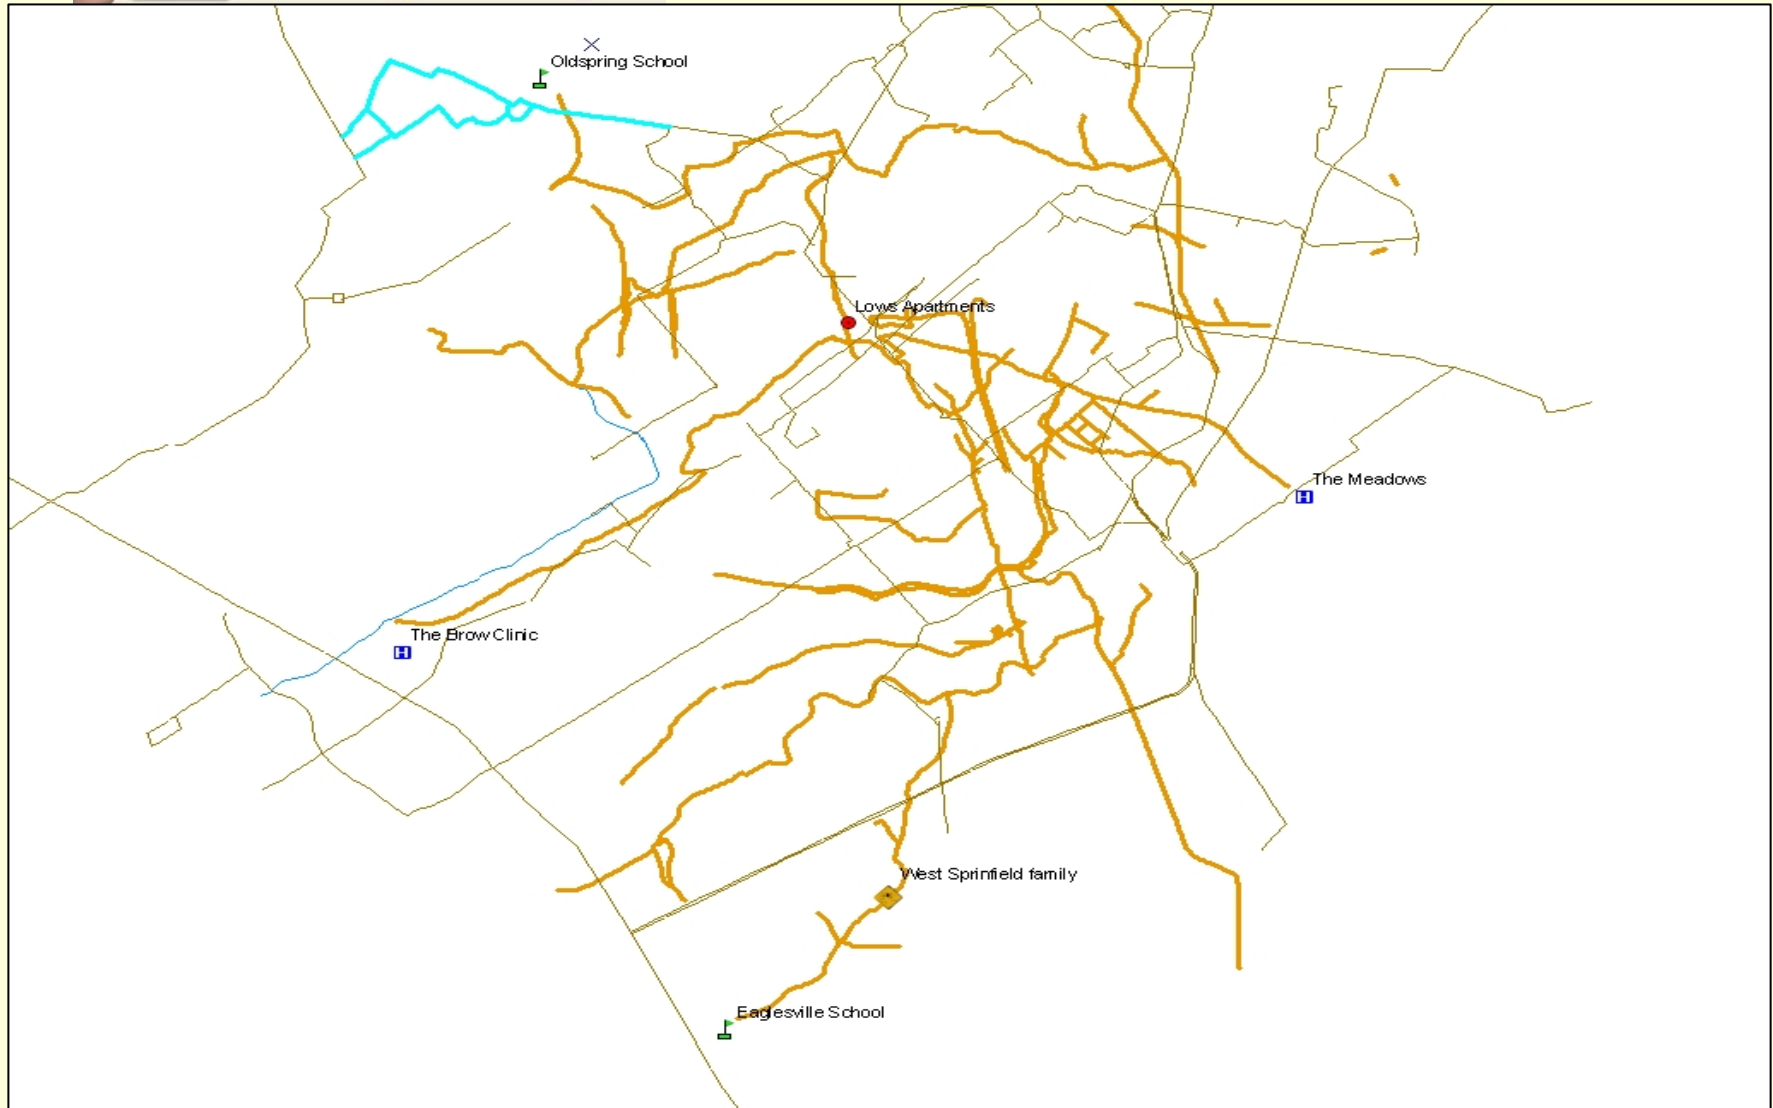 Oldspring School
Lows Apartments
The Meadows
The Brow Clinic
West Sprinfield family
Eaglesville School